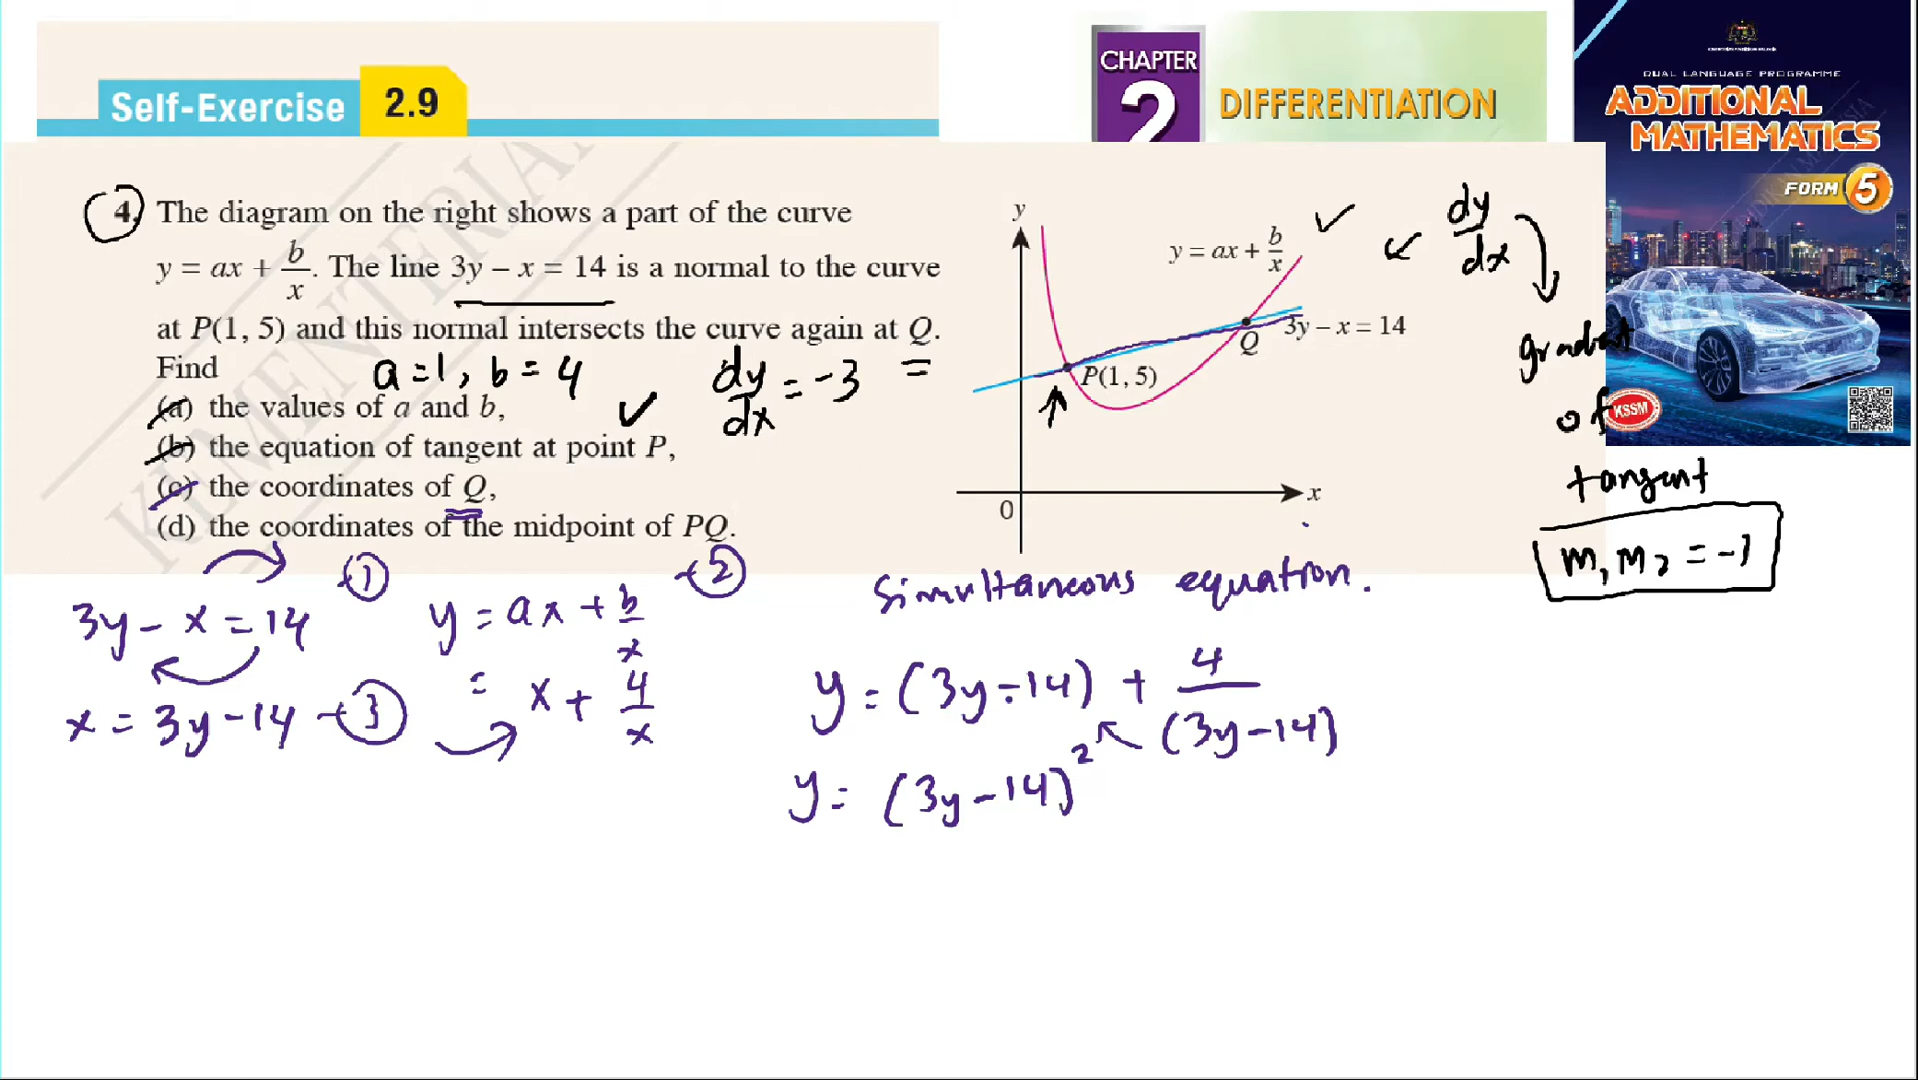 Self-Exercise 2.9
CHAPTER
2
DIFFERENTIATION
DUAL LANGUAGE PROGRAMME
ADDITIONAL
MATHEMATICS
FORM 5
KSSM
4. The diagram on the right shows a part of the curve
y = ax + b/x. The line 3y – x = 14 is a normal to the curve
at P(1, 5) and this normal intersects the curve again at Q.
Find
a = 1, b = 4
dy/dx = -3 =
(a) the values of a and b,
(b) the equation of tangent at point P,
(c) the coordinates of Q,
(d) the coordinates of the midpoint of PQ.
KEMENTERIA
y
y = ax + b/x
3y – x = 14
Q
P(1, 5)
0
x
dy/dx
gradient
of
tangent
m₁ m₂ = -1
simultaneous equation.
3y - x = 14 -①
x = 3y - 14 -③
y = ax + b/x -②
= x + 4/x
y = (3y - 14) + 4/(3y - 14)
y = (3y - 14)²